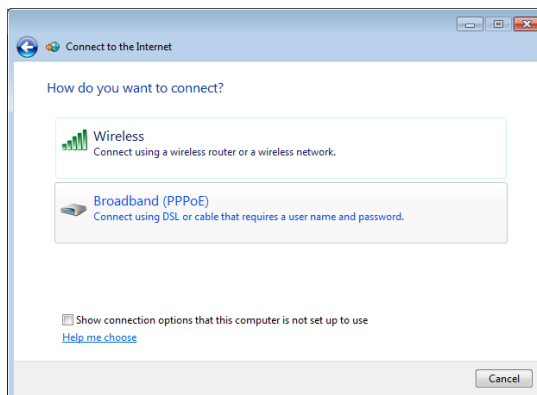 Connect to the Internet
How do you want to connect?
Wireless
Connect using a wireless router or a wireless network.
Broadband (PPPoE)
Connect using DSL or cable that requires a user name and password.
Show connection options that this computer is not set up to use
Help me choose
Cancel